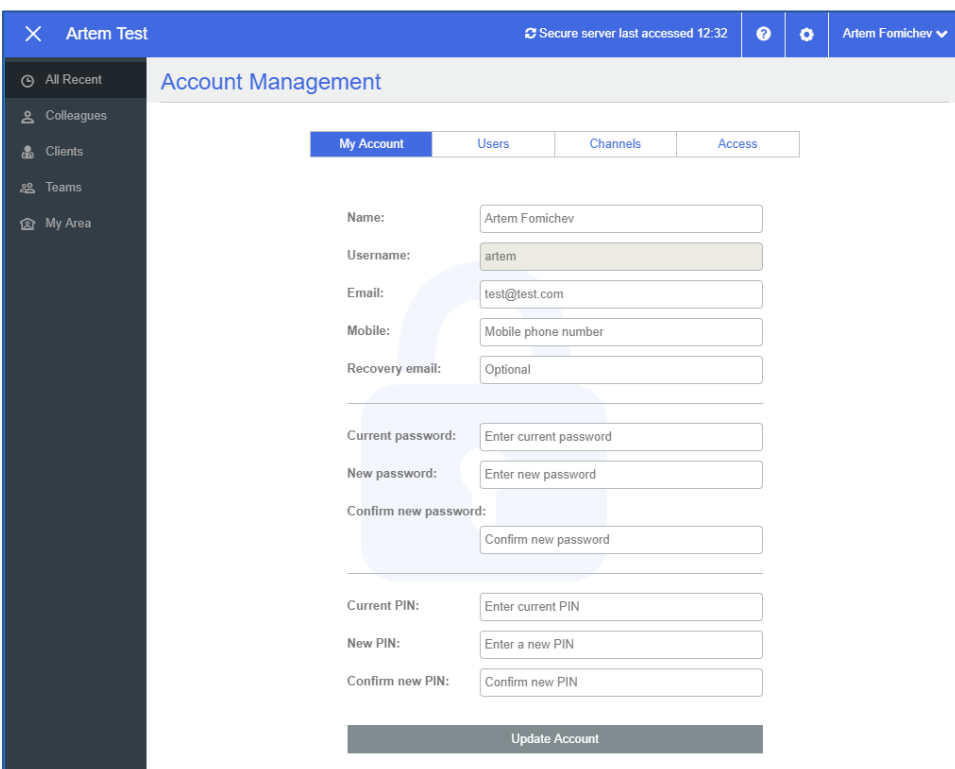 Artem Test
Secure server last accessed 12:32
Artem Fomichev
All Recent
Colleagues
Clients
Teams
My Area
Account Management
My Account Users Channels Access
Name: Artem Fomichev
Username: artem
Email: test@test.com
Mobile: Mobile phone number
Recovery email: Optional
Current password: Enter current password
New password: Enter new password
Confirm new password:
Confirm new password
Current PIN: Enter current PIN
New PIN: Enter a new PIN
Confirm new PIN: Confirm new PIN
Update Account